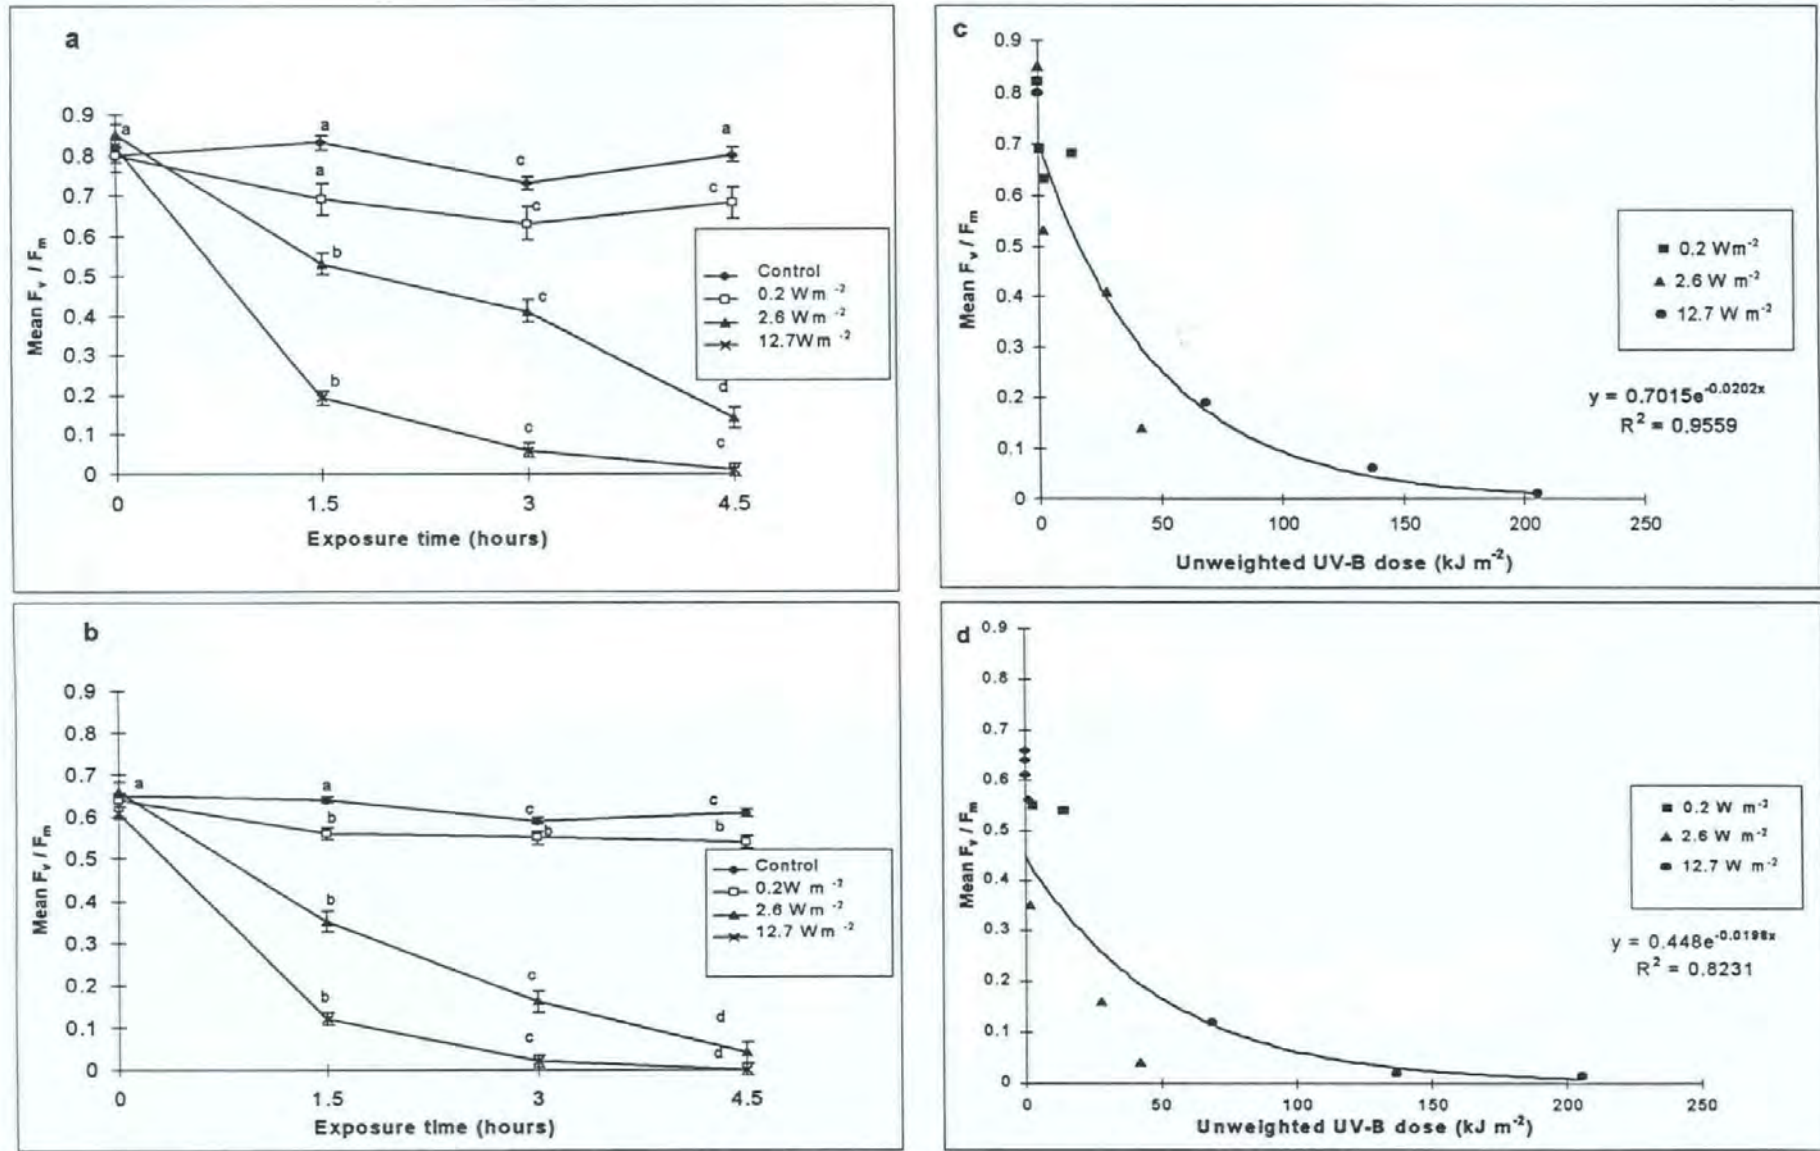 a
Mean Fv / Fm
0.9
0.8
0.7
0.6
0.5
0.4
0.3
0.2
0.1
0
a
a
a
b
b
c
c
c
c
a
c
d
c
0
1.5
3
4.5
Exposure time (hours)
Control
0.2 Wm -2
2.6 Wm -2
12.7Wm -2
c
Mean Fv / Fm
0.9
0.8
0.7
0.6
0.5
0.4
0.3
0.2
0.1
0
0
50
100
150
200
250
Unweighted UV-B dose (kJ m-2)
0.2 Wm-2
2.6 W m-2
12.7 W m-2
y = 0.7015e-0.0202x
R2 = 0.9559
b
Mean Fv / Fm
0.9
0.8
0.7
0.6
0.5
0.4
0.3
0.2
0.1
0
a
a
b
b
b
c
b
c
c
c
b
d
d
0
1.5
3
4.5
Exposure time (hours)
Control
0.2W m -2
2.6 Wm -2
12.7 Wm -2
d
Mean Fv / Fm
0.9
0.8
0.7
0.6
0.5
0.4
0.3
0.2
0.1
0
0
50
100
150
200
250
Unweighted UV-B dose (kJ m-2)
0.2 W m-2
2.6 W m-2
12.7 W m-2
y = 0.448e-0.0198x
R2 = 0.8231